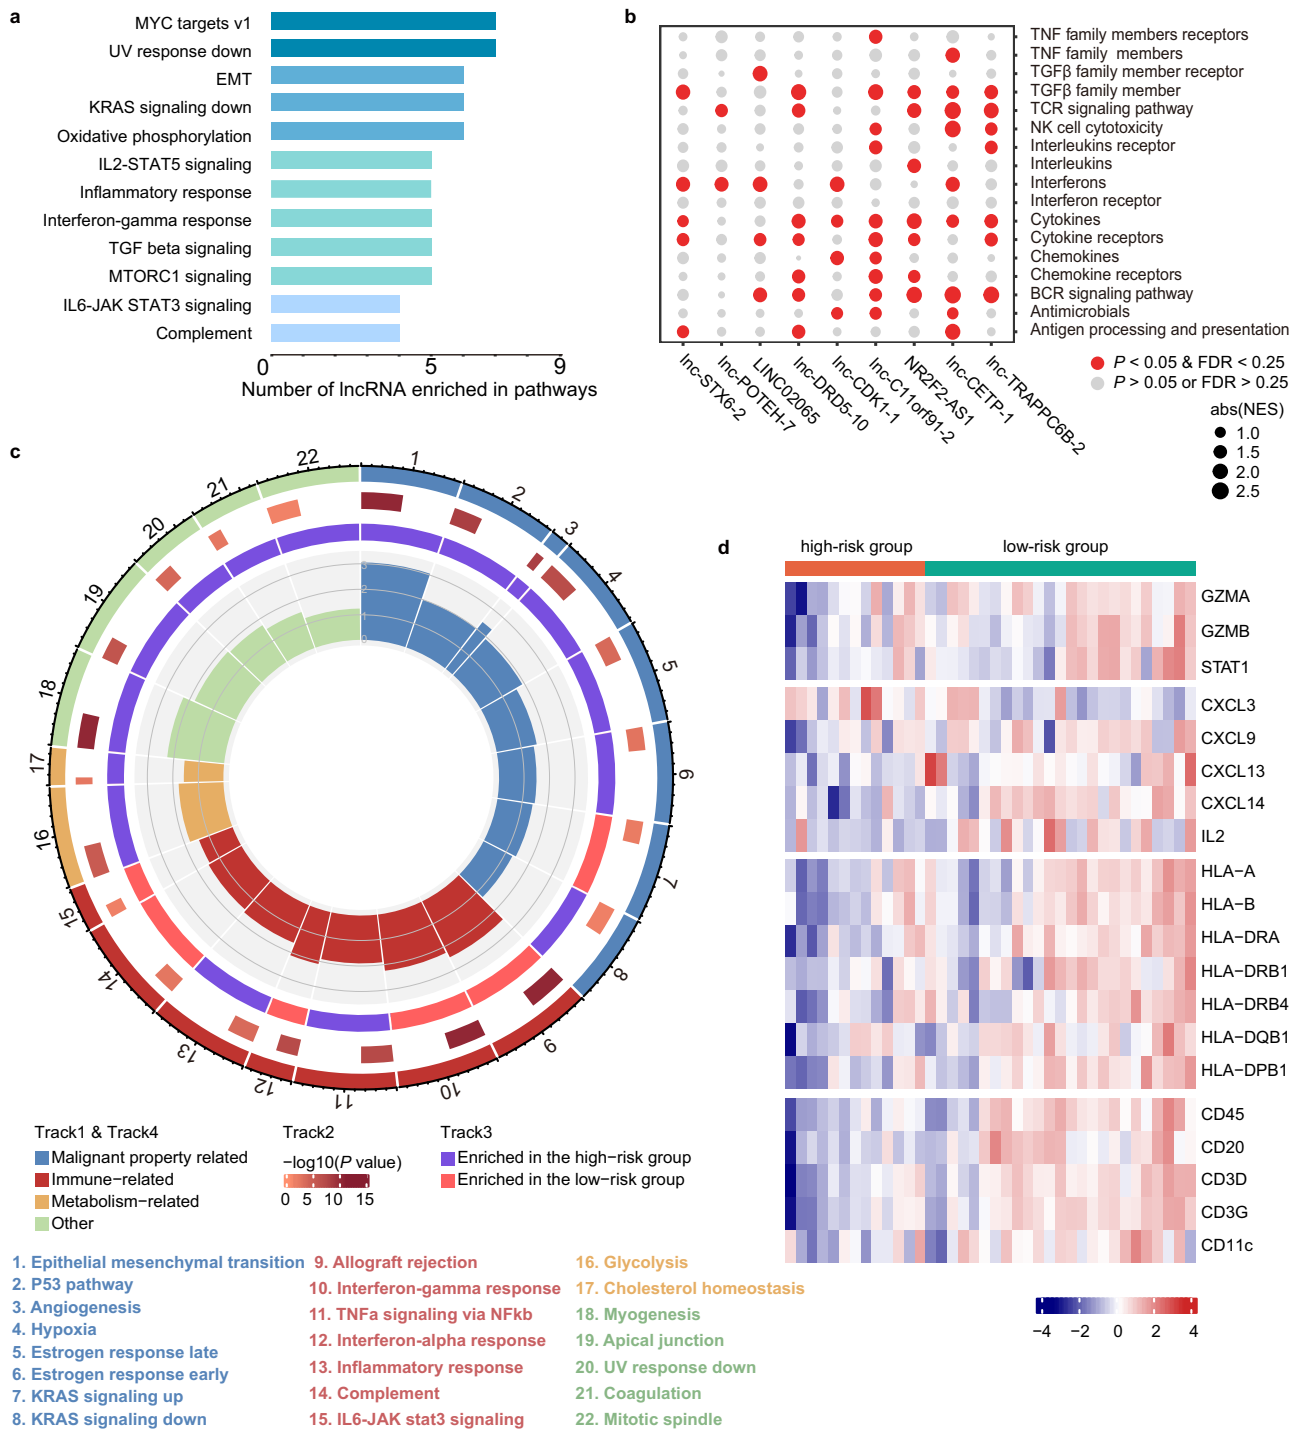 a
MYC targets v1
UV response down
EMT
KRAS signaling down
Oxidative phosphorylation
IL2-STAT5 signaling
Inflammatory response
Interferon-gamma response
TGF beta signaling
MTORC1 signaling
IL6-JAK STAT3 signaling
Complement
0 5 9
Number of lncRNA enriched in pathways
b
TNF family members receptors
TNF family members
TGFβ family member receptor
TGFβ family member
TCR signaling pathway
NK cell cytotoxicity
Interleukins receptor
Interleukins
Interferons
Interferon receptor
Cytokines
Cytokine receptors
Chemokines
Chemokine receptors
BCR signaling pathway
Antimicrobials
Antigen processing and presentation
lnc-STX6-2
lnc-POTEH-7
LINC02065
lnc-DRD5-10
lnc-CDK1-1
lnc-C11orf91-2
NR2F2-AS1
lnc-CETP-1
lnc-TRAPPC6B-2
P < 0.05 & FDR < 0.25
P > 0.05 or FDR > 0.25
abs(NES)
1.0
1.5
2.0
2.5
c
1
2
3
4
5
6
7
8
9
10
11
12
13
14
15
16
17
18
19
20
21
22
3
2
1
0
Track1 & Track4
Malignant property related
Immune−related
Metabolism−related
Other
Track2
−log10(P value)
0 5 10 15
Track3
Enriched in the high-risk group
Enriched in the low-risk group
1. Epithelial mesenchymal transition
2. P53 pathway
3. Angiogenesis
4. Hypoxia
5. Estrogen response late
6. Estrogen response early
7. KRAS signaling up
8. KRAS signaling down
9. Allograft rejection
10. Interferon-gamma response
11. TNFa signaling via NFkb
12. Interferon-alpha response
13. Inflammatory response
14. Complement
15. IL6-JAK stat3 signaling
16. Glycolysis
17. Cholesterol homeostasis
18. Myogenesis
19. Apical junction
20. UV response down
21. Coagulation
22. Mitotic spindle
d
high-risk group low-risk group
GZMA
GZMB
STAT1
CXCL3
CXCL9
CXCL13
CXCL14
IL2
HLA−A
HLA−B
HLA−DRA
HLA−DRB1
HLA−DRB4
HLA−DQB1
HLA−DPB1
CD45
CD20
CD3D
CD3G
CD11c
−4 −2 0 2 4